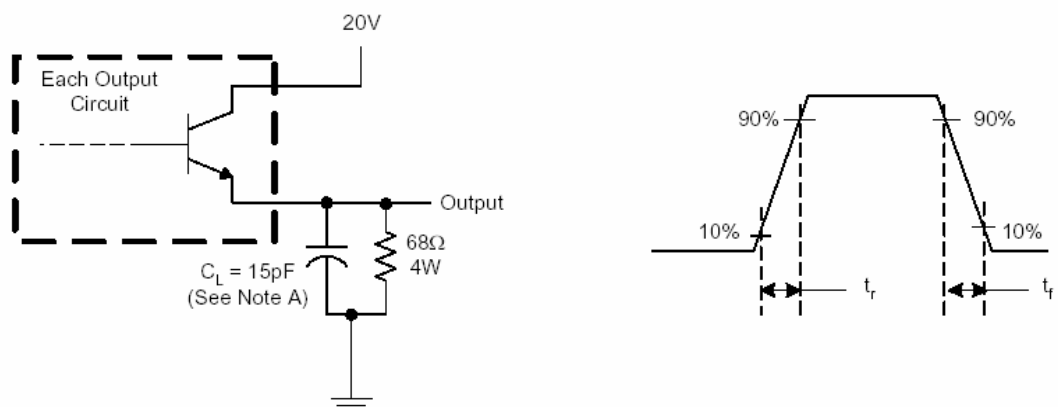 20V
Each Output
Circuit
Output
68Ω
4W
C_L = 15pF
(See Note A)
90%
90%
10%
10%
t_r
t_f